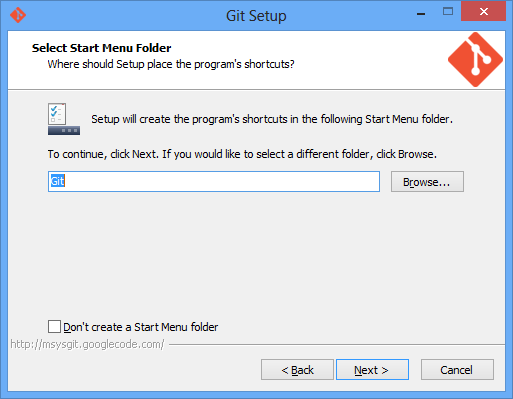 Git Setup
Select Start Menu Folder
Where should Setup place the program's shortcuts?
Setup will create the program's shortcuts in the following Start Menu folder.
To continue, click Next. If you would like to select a different folder, click Browse.
Git
Browse...
Don't create a Start Menu folder
http://msysgit.googlecode.com/
< Back
Next >
Cancel